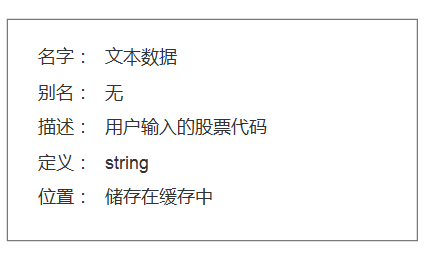 名字： 文本数据
别名： 无
描述： 用户输入的股票代码
定义： string
位置： 储存在缓存中